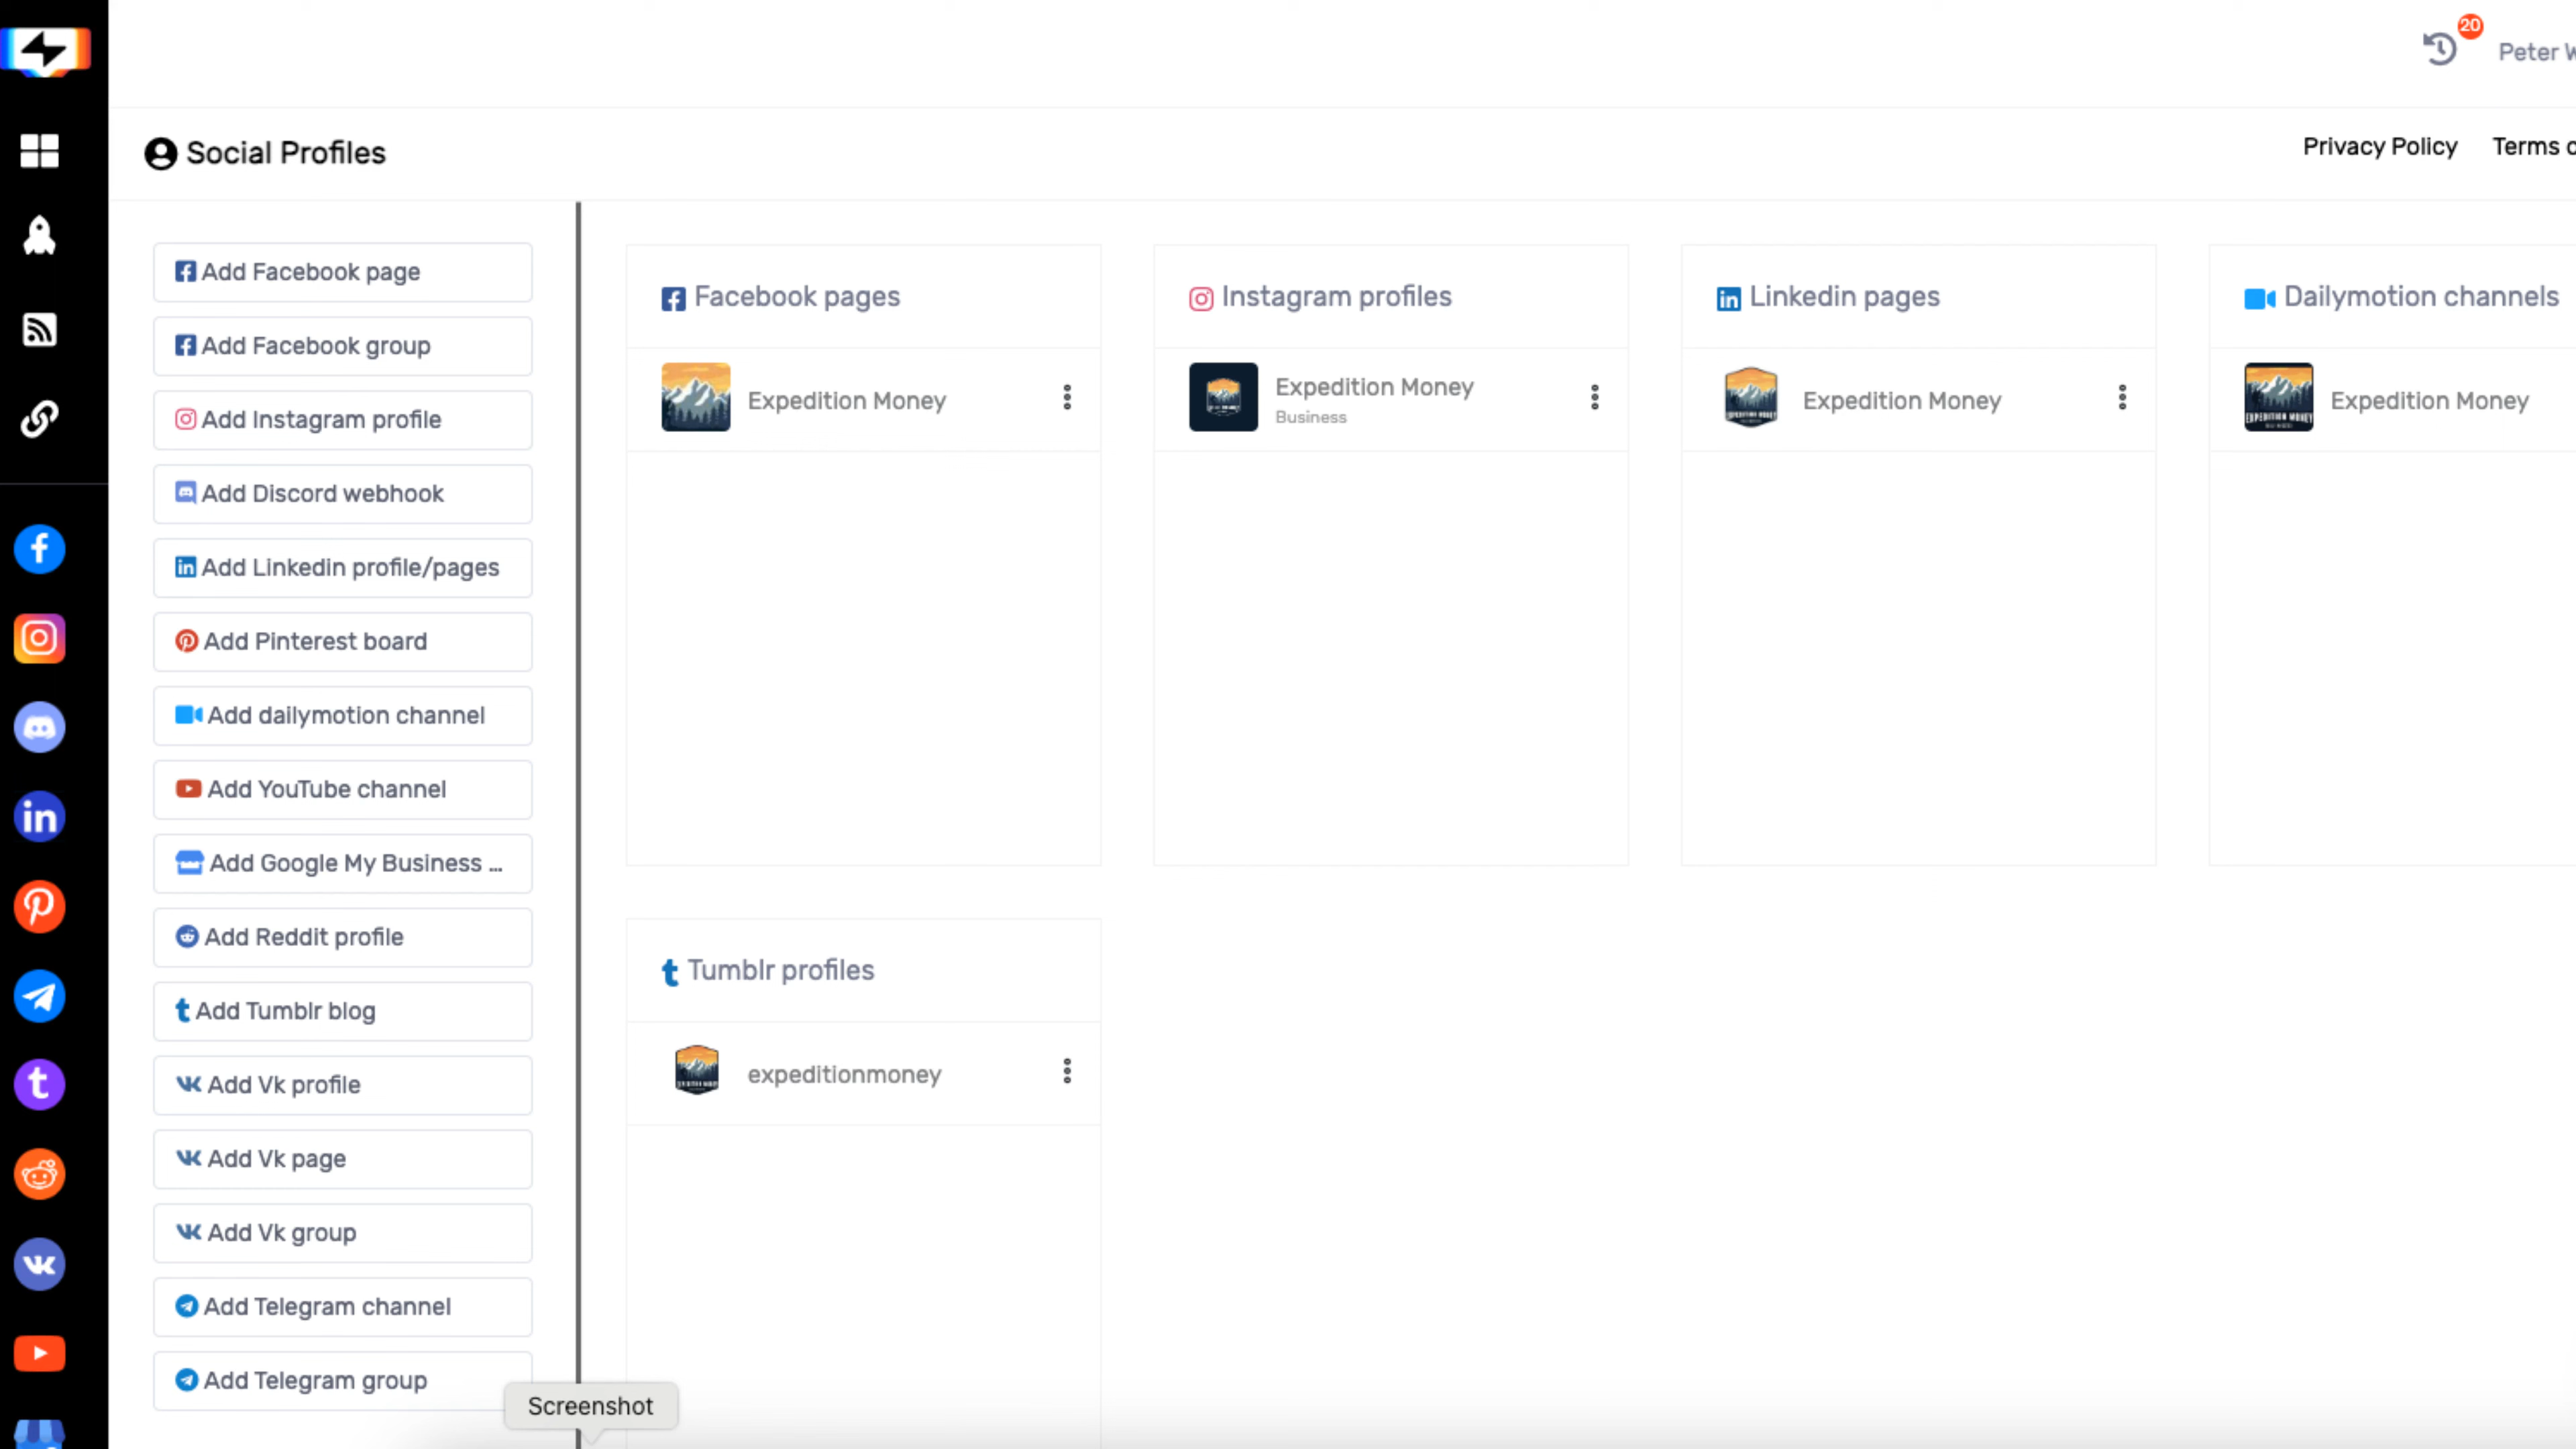 20
Peter W
Social Profiles
Privacy Policy
Terms o
Add Facebook page
Add Facebook group
Add Instagram profile
Add Discord webhook
Add Linkedin profile/pages
Add Pinterest board
Add dailymotion channel
Add YouTube channel
Add Google My Business ...
Add Reddit profile
Add Tumblr blog
Add Vk profile
Add Vk page
Add Vk group
Add Telegram channel
Add Telegram group
Screenshot
Facebook pages
Expedition Money
Instagram profiles
Expedition Money
Business
Linkedin pages
Expedition Money
Dailymotion channels
EXPEDITION MONEY
Expedition Money
Tumblr profiles
expeditionmoney